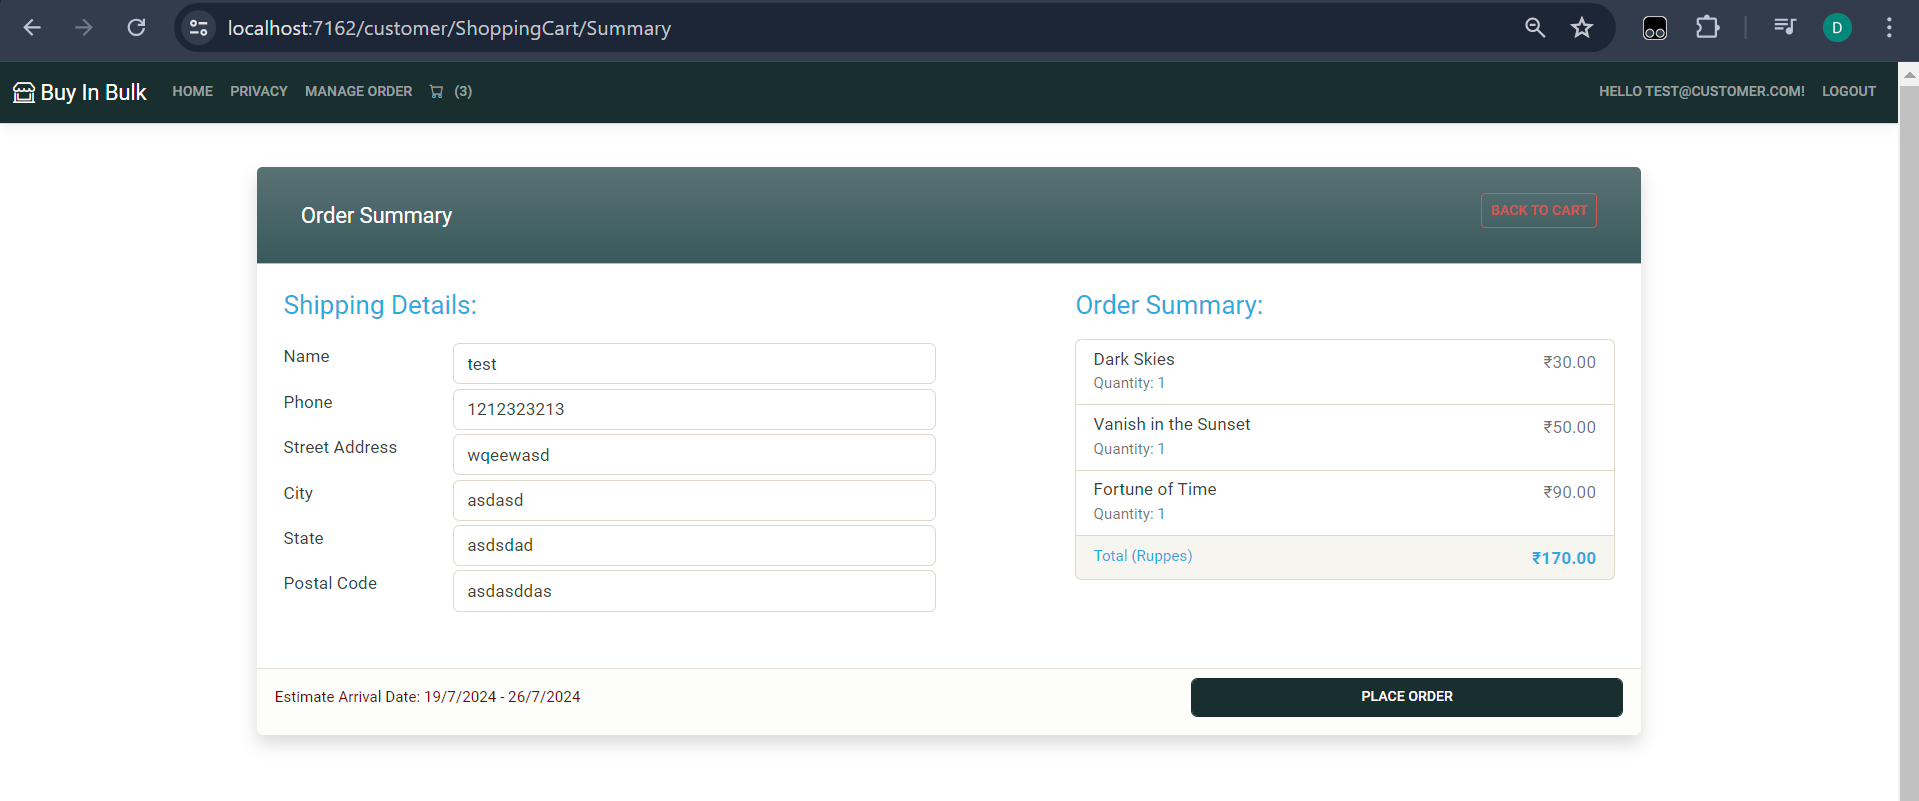 localhost:7162/customer/ShoppingCart/Summary
D
Buy In Bulk HOME PRIVACY MANAGE ORDER (3) HELLO TEST@CUSTOMER.COM! LOGOUT
Order Summary BACK TO CART
Shipping Details:
Name test
Phone 1212323213
Street Address wqeewasd
City asdasd
State asdsdad
Postal Code asdasddas
Order Summary:
Dark Skies ₹30.00
Quantity: 1
Vanish in the Sunset ₹50.00
Quantity: 1
Fortune of Time ₹90.00
Quantity: 1
Total (Ruppes) ₹170.00
Estimate Arrival Date: 19/7/2024 - 26/7/2024 PLACE ORDER